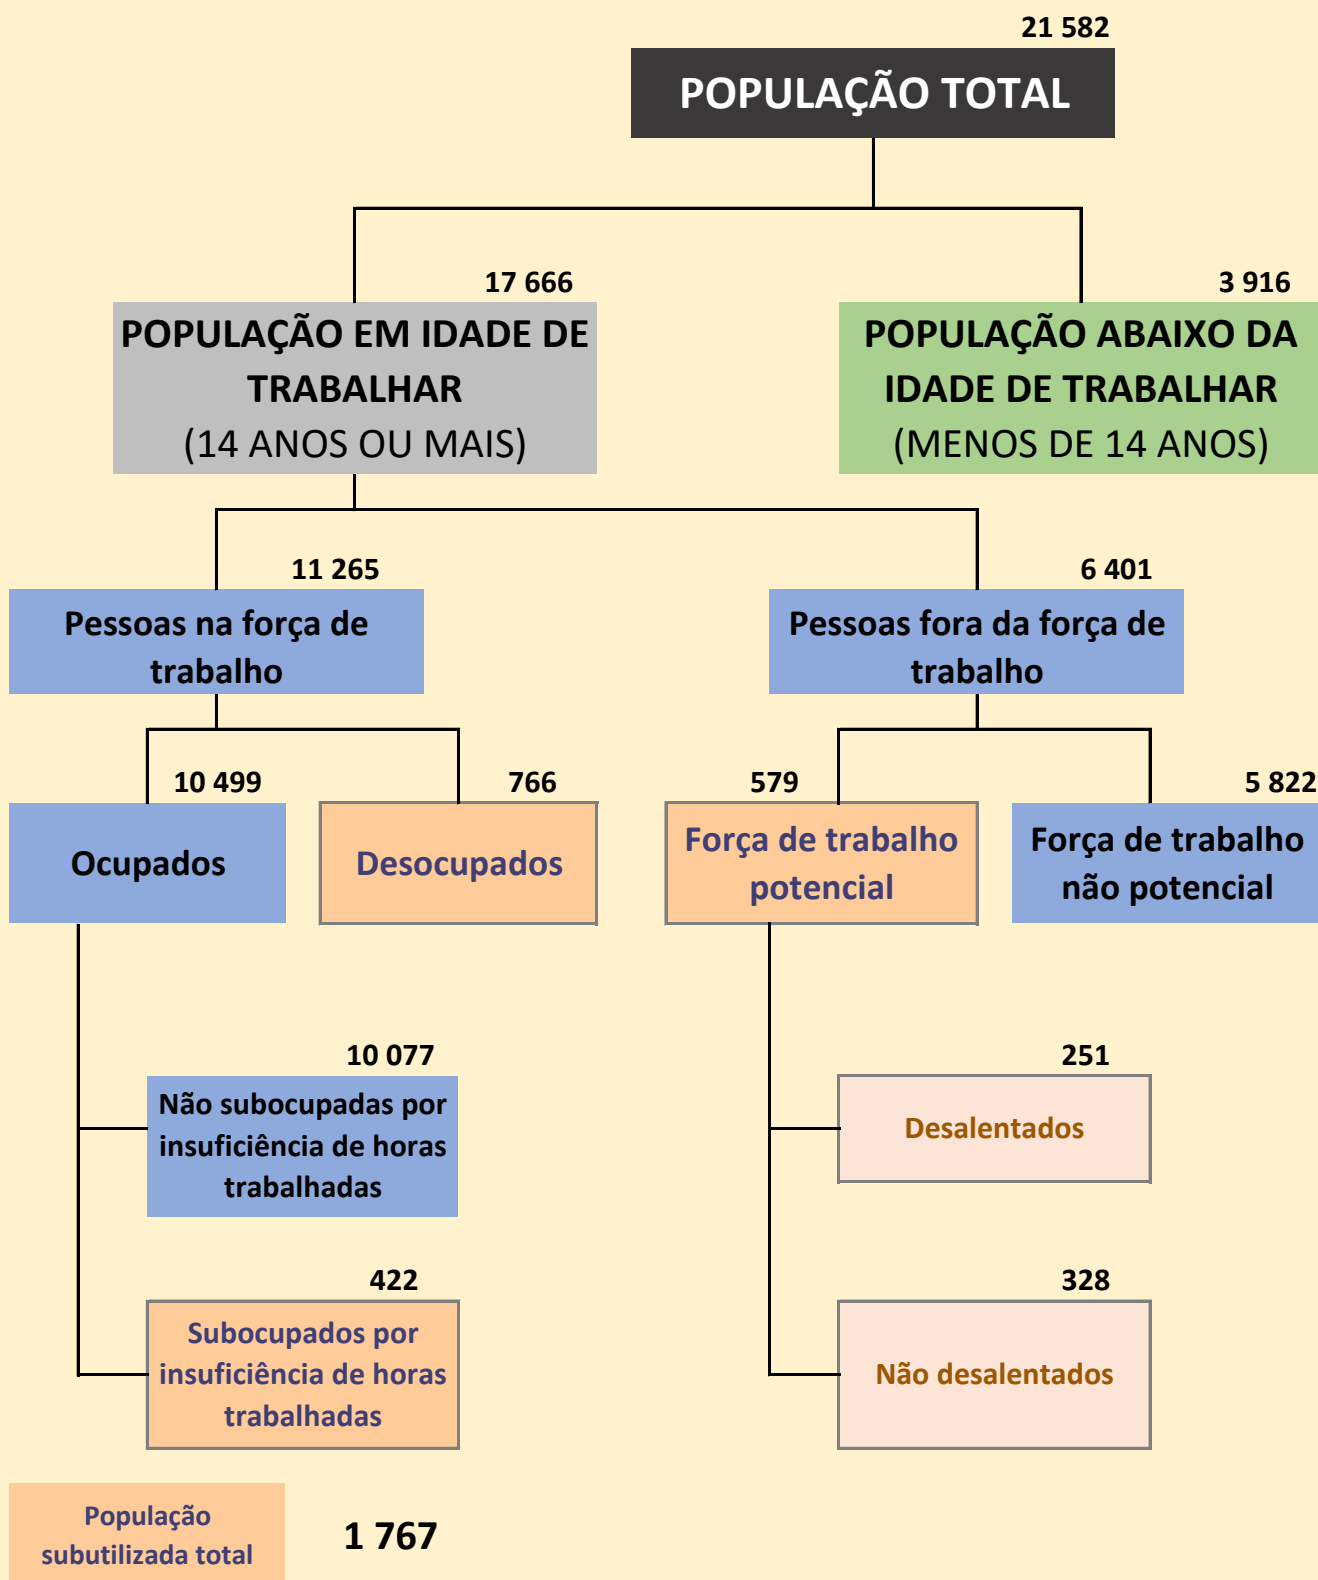 21 582
POPULAÇÃO TOTAL
17 666
POPULAÇÃO EM IDADE DE
TRABALHAR
(14 ANOS OU MAIS)
3 916
POPULAÇÃO ABAIXO DA
IDADE DE TRABALHAR
(MENOS DE 14 ANOS)
11 265
Pessoas na força de
trabalho
6 401
Pessoas fora da força de
trabalho
10 499
Ocupados
766
Desocupados
579
Força de trabalho
potencial
5 822
Força de trabalho
não potencial
10 077
Não subocupadas por
insuficiência de horas
trabalhadas
251
Desalentados
422
Subocupados por
insuficiência de horas
trabalhadas
328
Não desalentados
População
subutilizada total
1 767